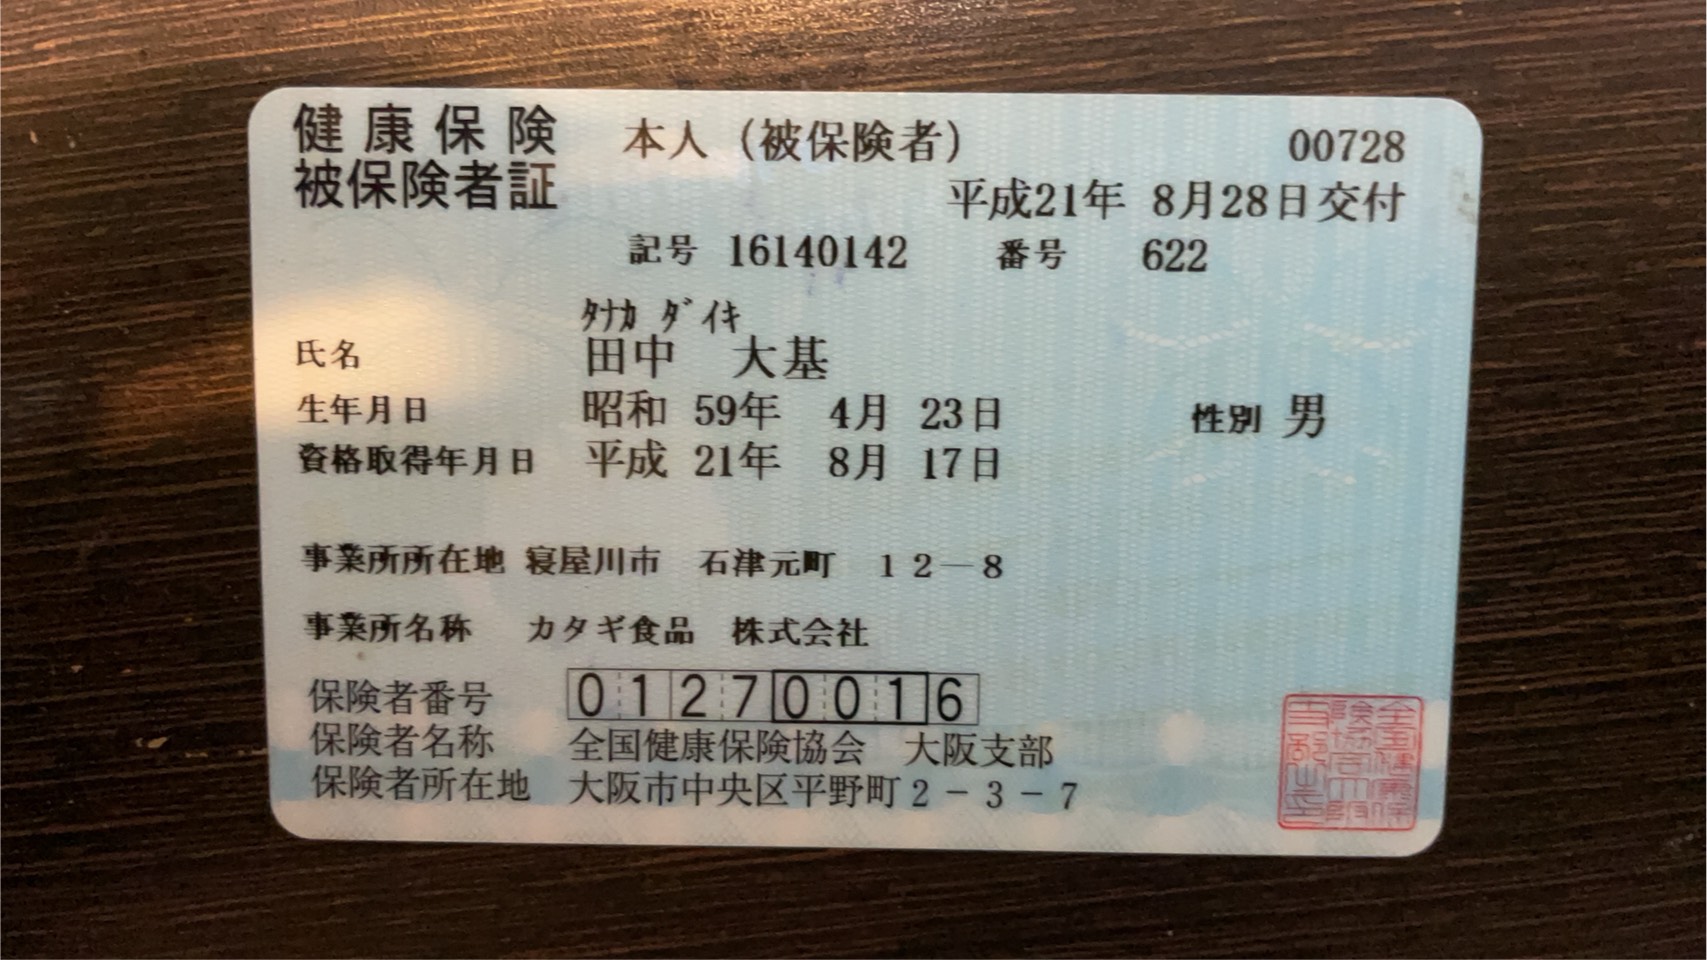 健康保険 本人（被保険者） 00728
被保険者証 平成21年 8月28日交付
記号 16140142 番号 622
ﾀﾅｶ ﾀﾞｲｷ
氏名 田中 大基
生年月日 昭和 59年 4月 23日 性別 男
資格取得年月日 平成 21年 8月 17日
事業所所在地 寝屋川市 石津元町 １２－８
事業所名称 カタギ食品 株式会社
保険者番号 01270016
保険者名称 全国健康保険協会 大阪支部
保険者所在地 大阪市中央区平野町２－３－７